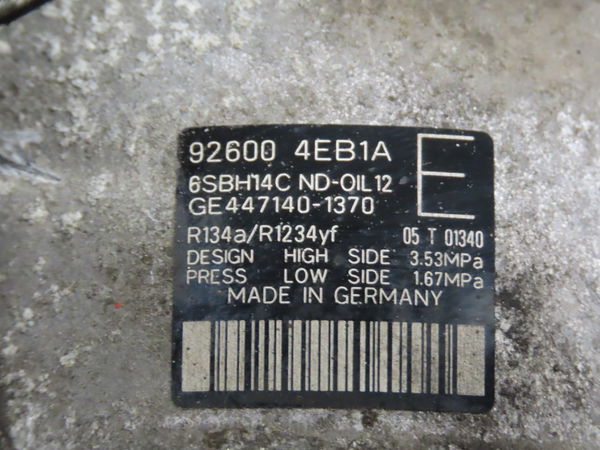 92600 4EB1A E
6SBH14C ND-OIL12
GE447140-1370
R134a/R1234yf 05 T 01340
DESIGN HIGH SIDE 3.53MPa
PRESS LOW SIDE 1.67MPa
MADE IN GERMANY